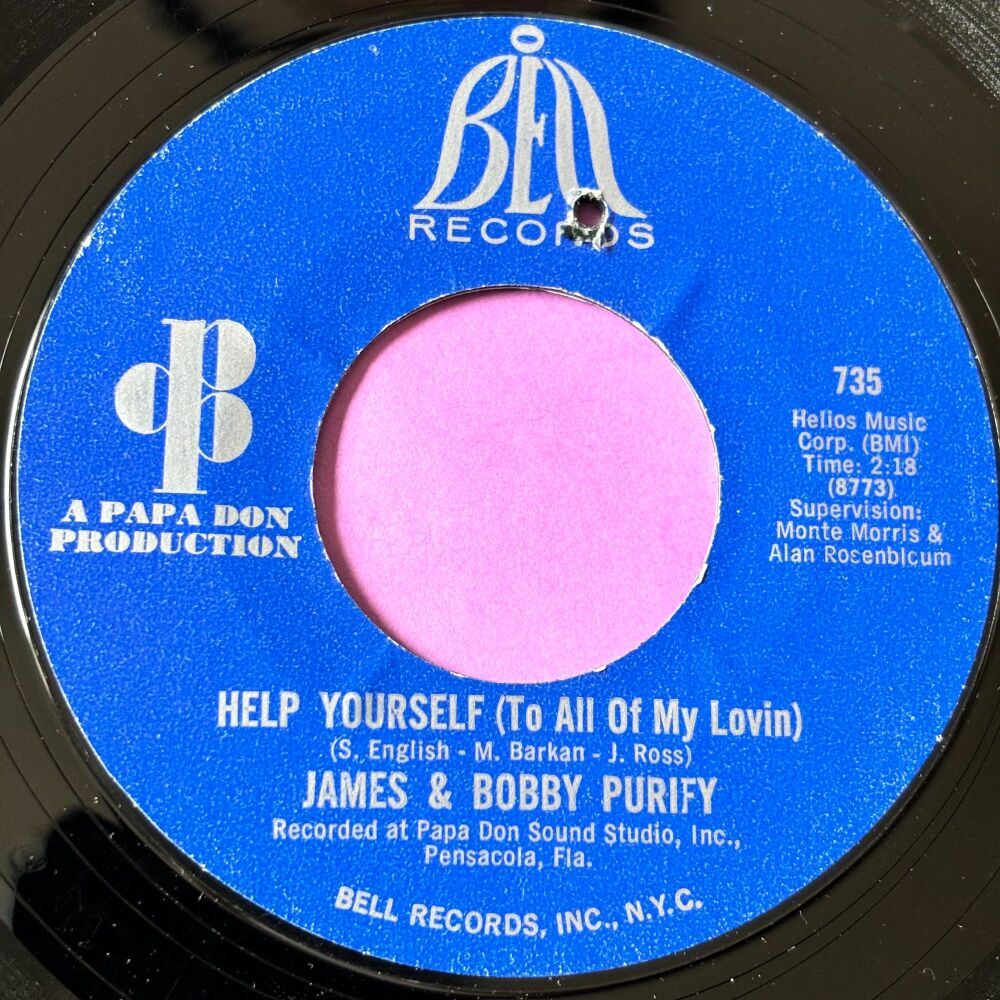 BELL
RECORDS
A PAPA DON
PRODUCTION
735
Helios Music
Corp. (BMI)
Time: 2:18
(8773)
Supervision:
Monte Morris &
Alan Rosenblcum
HELP YOURSELF (To All Of My Lovin)
(S. English - M. Barkan - J. Ross)
JAMES & BOBBY PURIFY
Recorded at Papa Don Sound Studio, Inc.,
Pensacola, Fla.
BELL RECORDS, INC., N.Y.C.